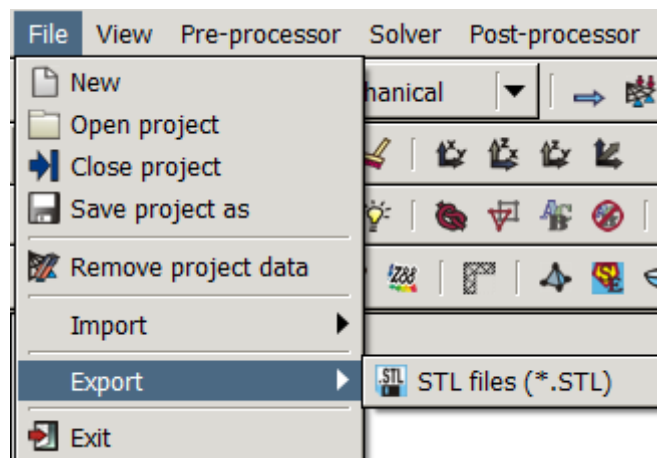 File View Pre-processor Solver Post-processor
New
hanical
Open project
Close project
Save project as
Remove project data
Import
Export
.STL STL files (*.STL)
Exit